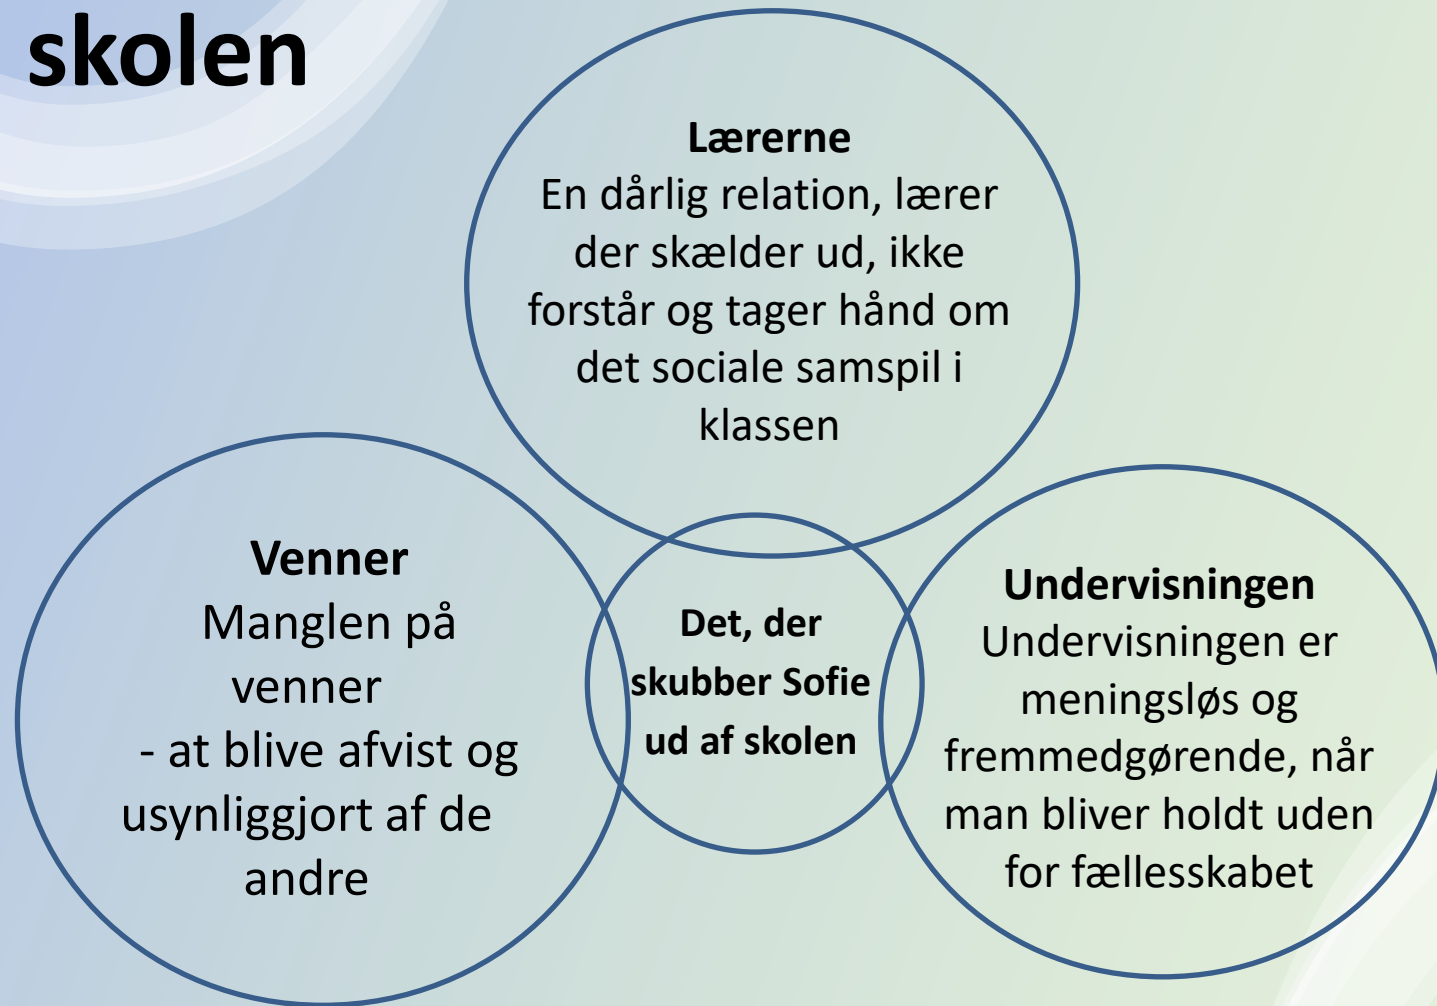 skolen
Lærerne
En dårlig relation, lærer
der skælder ud, ikke
forstår og tager hånd om
det sociale samspil i
klassen
Venner
Manglen på
venner
- at blive afvist og
usynliggjort af de
andre
Det, der
skubber Sofie
ud af skolen
Undervisningen
Undervisningen er
meningsløs og
fremmedgørende, når
man bliver holdt uden
for fællesskabet